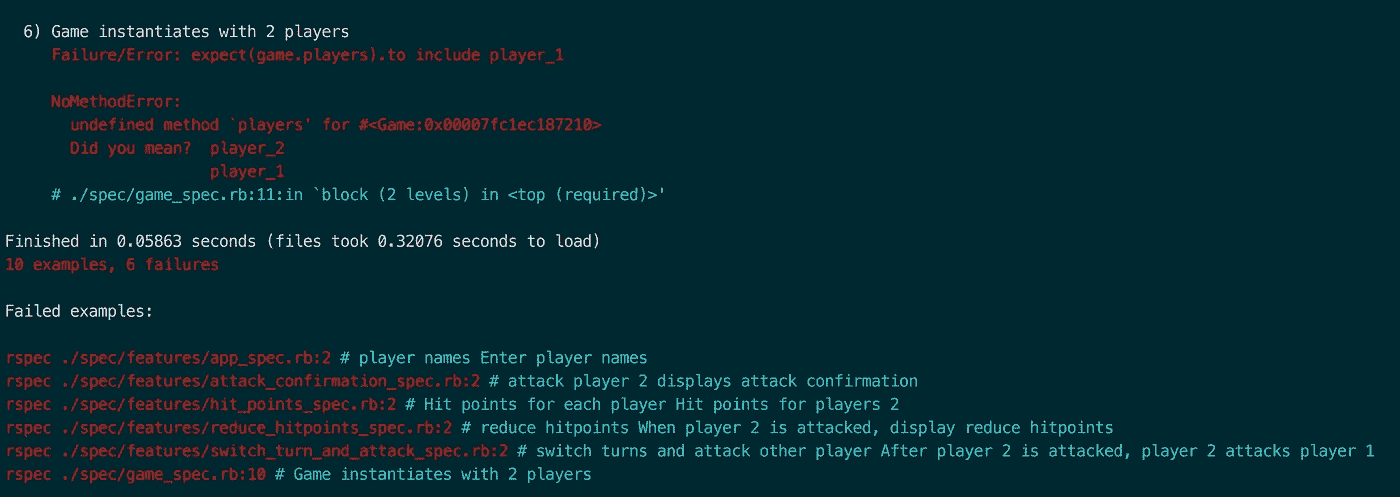 6) Game instantiates with 2 players
Failure/Error: expect(game.players).to include player_1
NoMethodError:
undefined method `players' for #<Game:0x00007fc1ec187210>
Did you mean?  player_2
player_1
# ./spec/game_spec.rb:11:in `block (2 levels) in <top (required)>'
Finished in 0.05863 seconds (files took 0.32076 seconds to load)
10 examples, 6 failures
Failed examples:
rspec ./spec/features/app_spec.rb:2 # player names Enter player names
rspec ./spec/features/attack_confirmation_spec.rb:2 # attack player 2 displays attack confirmation
rspec ./spec/features/hit_points_spec.rb:2 # Hit points for each player Hit points for players 2
rspec ./spec/features/reduce_hitpoints_spec.rb:2 # reduce hitpoints When player 2 is attacked, display reduce hitpoints
rspec ./spec/features/switch_turn_and_attack_spec.rb:2 # switch turns and attack other player After player 2 is attacked, player 2 attacks player 1
rspec ./spec/game_spec.rb:10 # Game instantiates with 2 players